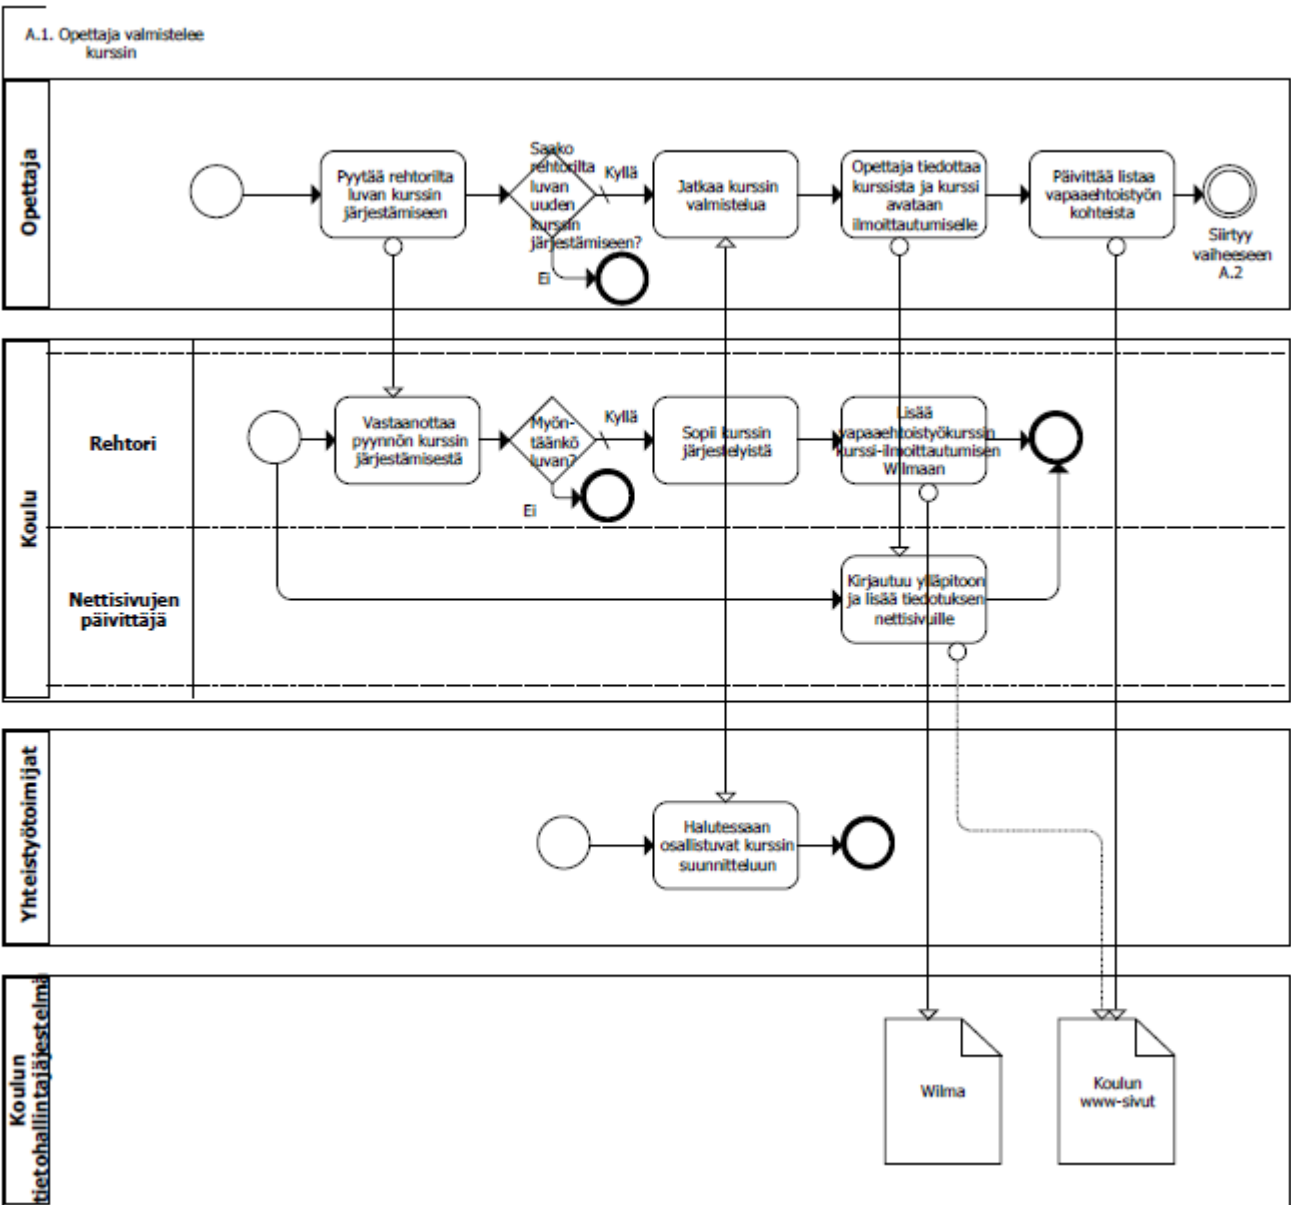 A.1. Opettaja valmistelee
kurssin
Opettaja
Pyytää rehtorilta
luvan kurssin
järjestämiseen
Saako
rehtorilta
luvan
uuden
kurssin
järjestämiseen?
Kyllä
Ei
Jatkaa kurssin
valmistelua
Opettaja tiedottaa
kurssista ja kurssi
avataan
ilmoittautumiselle
Päivittää listaa
vapaaehtoistyön
kohteista
Siirtyy
vaiheeseen
A.2
Koulu
Rehtori
Vastaanottaa
pyynnön kurssin
järjestämisestä
Myön-
täänkö
luvan?
Kyllä
Ei
Sopii kurssin
järjestelyistä
Lisää
vapaaehtoistyökurssin
kurssi-ilmoittautumisen
Wilmaan
Nettisivujen
päivittäjä
Kirjautuu ylläpitoon
ja lisää tiedotuksen
nettisivuille
Yhteistyötoimijat
Halutessaan
osallistuvat kurssin
suunnitteluun
Koulun
tietohallintajäjestelmä
Wilma
Koulun
www-sivut